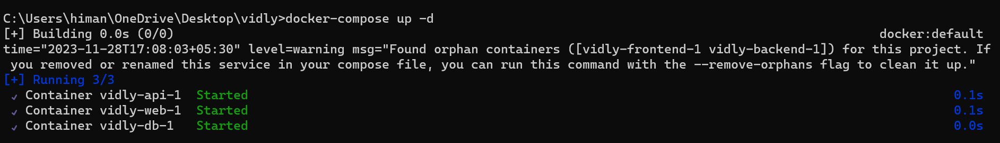 C:\Users\himan\OneDrive\Desktop\vidly>docker-compose up -d
[+] Building 0.0s (0/0) docker:default
time="2023-11-28T17:08:03+05:30" level=warning msg="Found orphan containers ([vidly-frontend-1 vidly-backend-1]) for this project. If
you removed or renamed this service in your compose file, you can run this command with the --remove-orphans flag to clean it up."
[+] Running 3/3
✓ Container vidly-api-1 Started 0.1s
✓ Container vidly-web-1 Started 0.1s
✓ Container vidly-db-1 Started 0.0s